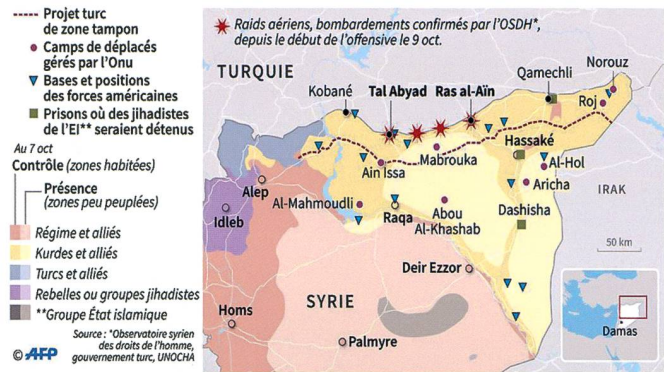 Projet turc
de zone tampon
Camps de déplacés
gérés par l'Onu
Bases et positions
des forces américaines
Prisons où des jihadistes
de l'EI** seraient détenus
Au 7 oct
Contrôle (zones habitées)
Présence
(zones peu peuplées)
Régime et alliés
Kurdes et alliés
Turcs et alliés
Rebelles ou groupes jihadistes
**Groupe État islamique
Source : *Observatoire syrien
des droits de l'homme,
gouvernement turc, UNOCHA
© AFP
Raids aériens, bombardements confirmés par l'OSDH*,
depuis le début de l'offensive le 9 oct.
TURQUIE
Kobané
Tal Abyad
Ras al-Aïn
Qamechli
Norouz
Roj
Hassaké
Al-Hol
Mabrouka
Ain Issa
Aricha
IRAK
Alep
Idleb
Al-Mahmoudli
Raqa
Abou
Al-Khashab
Dashisha
50 km
Deir Ezzor
SYRIE
Homs
Palmyre
Damas